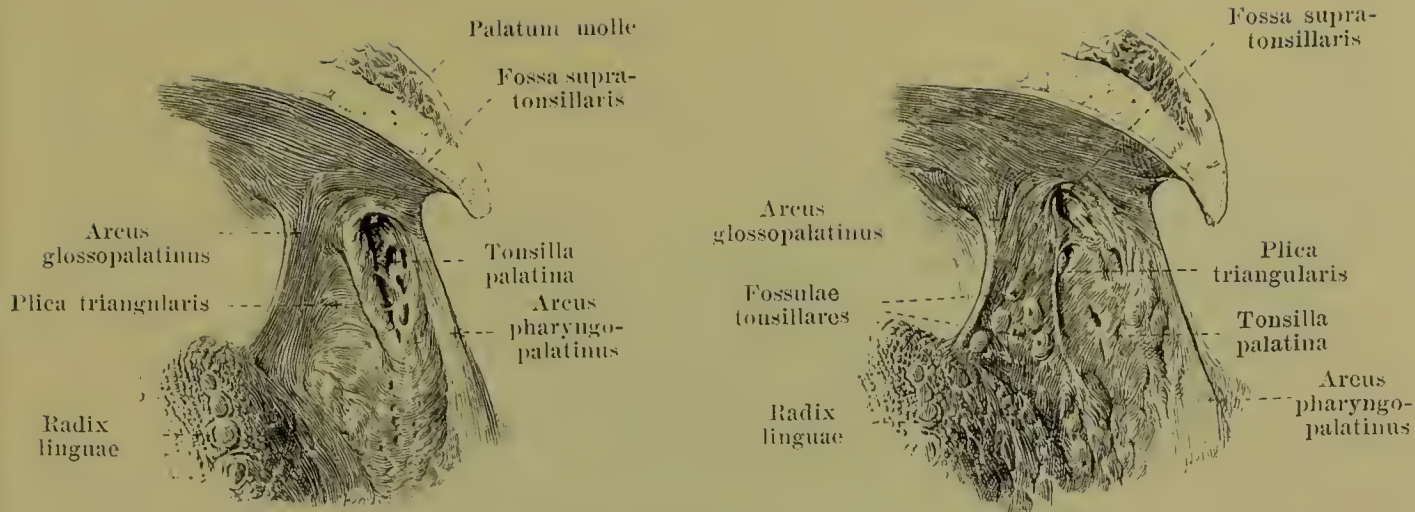 Palatum molle
Fossa supra-
tonsillaris
Arcus
glossopalatinus
Plica triangularis
Radix
linguae
Tonsilla
palatina
Arcus
pharyngo-
palatinus
Fossa supra-
tonsillaris
Arcus
glossopalatinus
Fossulae
tonsillares
Radix
linguae
Plica
triangularis
Tonsilla
palatina
Arcus
pharyngo-
palatinus